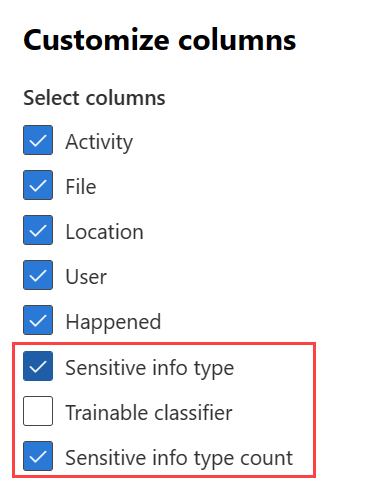 Customize columns
Select columns
Activity
File
Location
User
Happened
Sensitive info type
Trainable classifier
Sensitive info type count